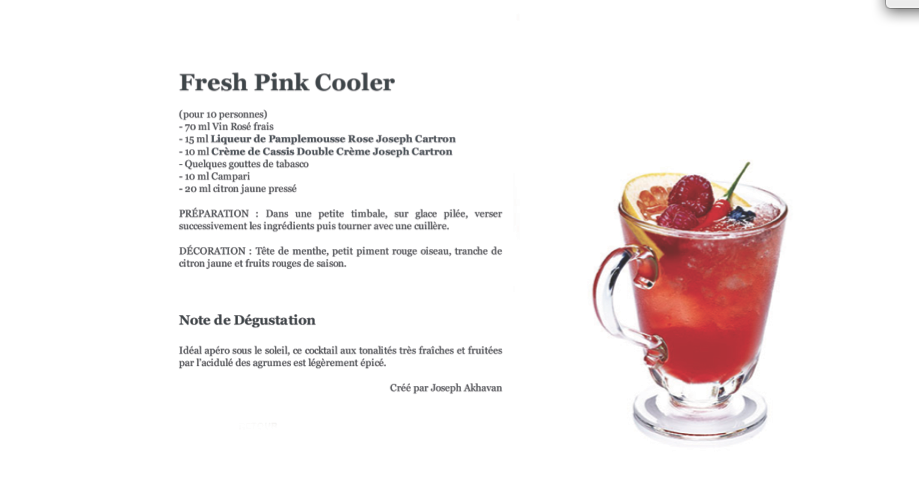 Fresh Pink Cooler
(pour 10 personnes)
- 70 ml Vin Rosé frais
- 15 ml Liqueur de Pamplemousse Rose Joseph Cartron
- 10 ml Crème de Cassis Double Crème Joseph Cartron
- Quelques gouttes de tabasco
- 10 ml Campari
- 20 ml citron jaune pressé
PRÉPARATION : Dans une petite timbale, sur glace pilée, verser
successivement les ingrédients puis tourner avec une cuillère.
DÉCORATION : Tête de menthe, petit piment rouge oiseau, tranche de
citron jaune et fruits rouges de saison.
Note de Dégustation
Idéal apéro sous le soleil, ce cocktail aux tonalités très fraîches et fruitées
par l'acidulé des agrumes est légèrement épicé.
Créé par Joseph Akhavan